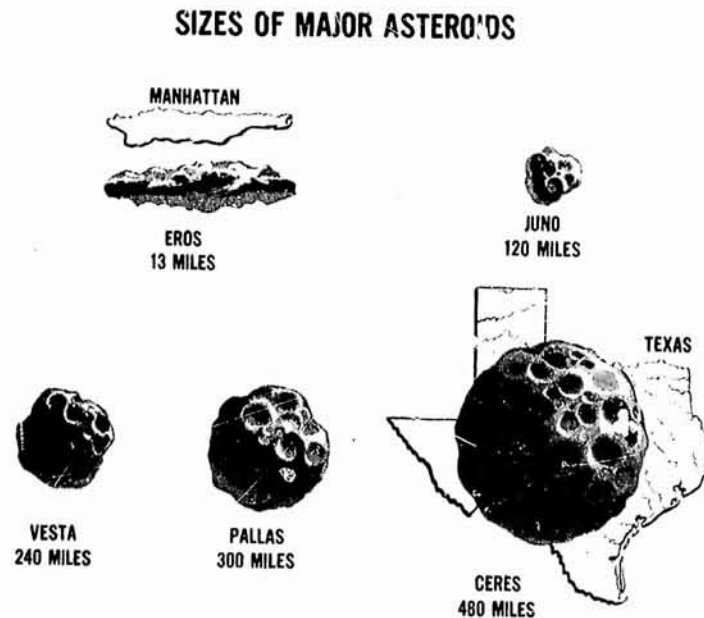 SIZES OF MAJOR ASTEROIDS
MANHATTAN
EROS
13 MILES
JUNO
120 MILES
TEXAS
VESTA
240 MILES
PALLAS
300 MILES
CERES
480 MILES